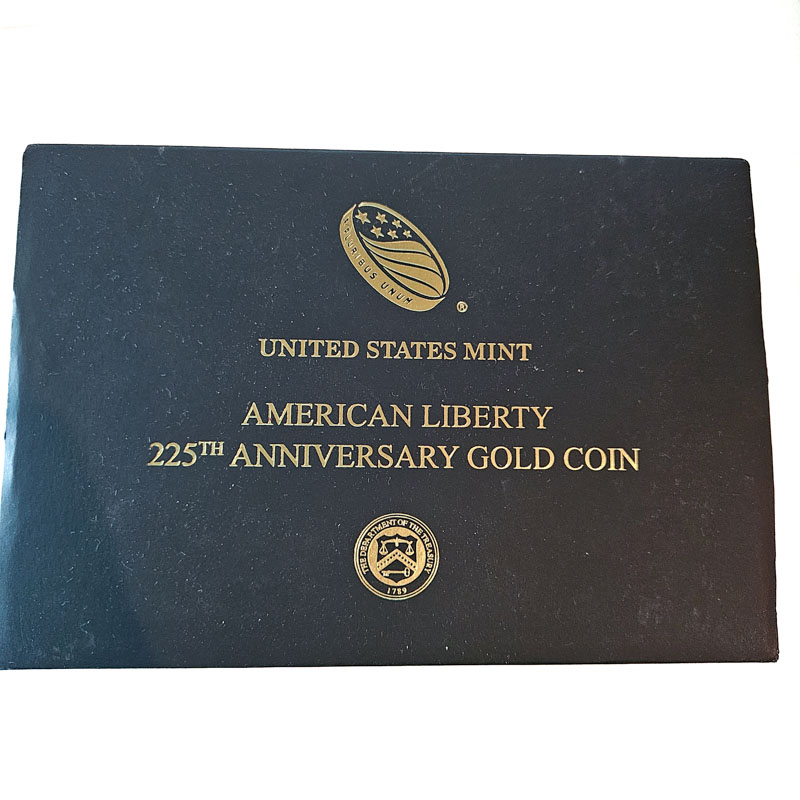 E PLURIBUS UNUM
®
UNITED STATES MINT
AMERICAN LIBERTY
225TH ANNIVERSARY GOLD COIN
THE DEPARTMENT OF THE TREASURY
1789